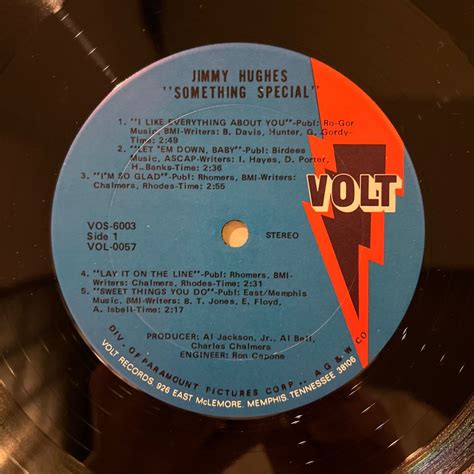 JIMMY HUGHES
"SOMETHING SPECIAL"
1. "I LIKE EVERYTHING ABOUT YOU"-Publ: Ro-Gor
Music, BMI-Writers: B. Davis, Hunter, G. Gordy-
Time: 2:49
2. "LET 'EM DOWN, BABY"-Publ: Birdees
Music, ASCAP-Writers: I. Hayes, D. Porter,
H..Banks-Time: 2:36
3. "I'M SO GLAD"-Publ: Rhomers, BMI-Writers:
Chalmers, Rhodes-Time: 2:55
VOLT
VOS-6003
Side 1
VOL-0057
STEREO
4. "LAY IT ON THE LINE"-Publ: Rhomers, BMI-
Writers: Chalmers, Rhodes-Time: 2:31
5. "SWEET THINGS YOU DO"-Publ: East/Memphis
Music, BMI-Writers: B. T. Jones, E. Floyd,
A. Isbell-Time: 2:17
PRODUCER: Al Jackson, Jr., Al Bell,
Charles Chalmers
ENGINEER: Ron Capone
DIV. OF PARAMOUNT PICTURES CORP... A G & W CO
VOLT RECORDS, 926 EAST McLEMORE, MEMPHIS, TENNESSEE 38106